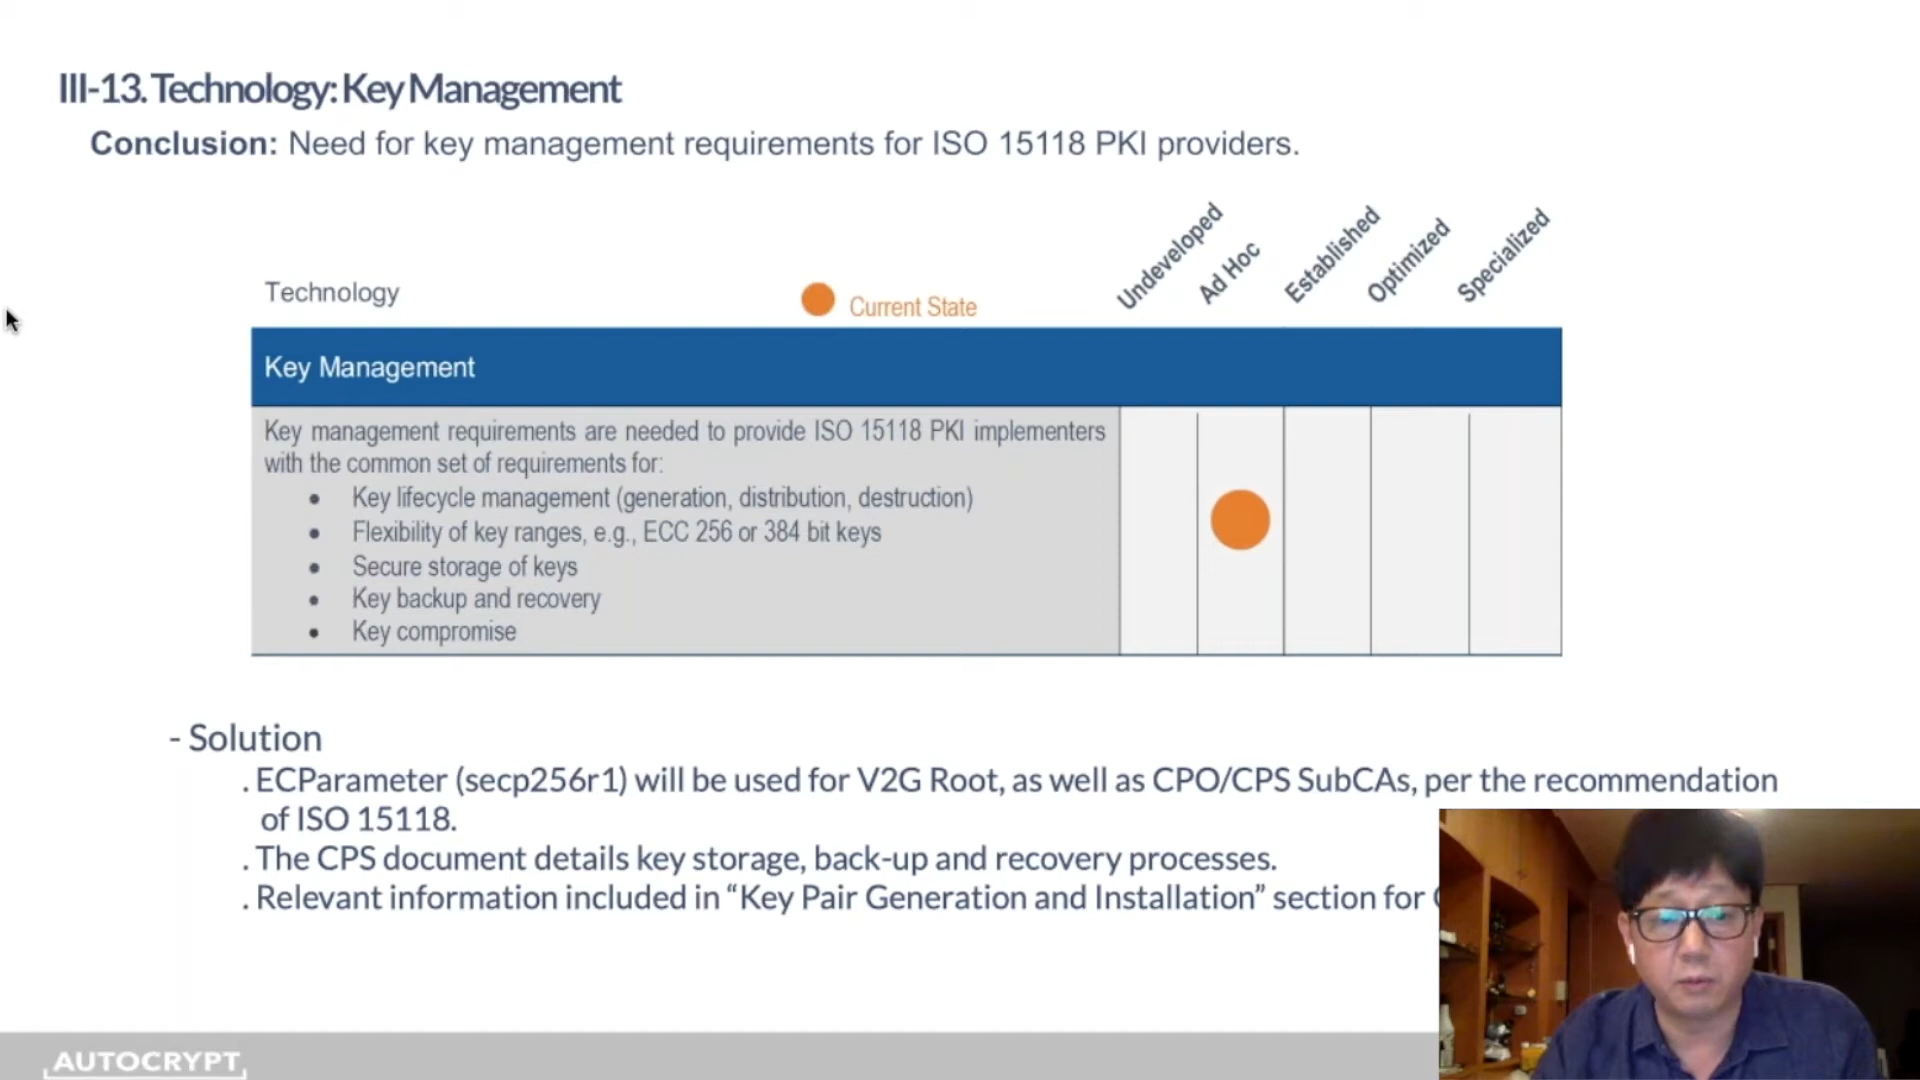 III-13. Technology: Key Management
Conclusion: Need for key management requirements for ISO 15118 PKI providers.
Undeveloped
Ad Hoc
Established
Optimized
Specialized
Technology
Current State
Key Management
Key management requirements are needed to provide ISO 15118 PKI implementers
with the common set of requirements for:
• Key lifecycle management (generation, distribution, destruction)
• Flexibility of key ranges, e.g., ECC 256 or 384 bit keys
• Secure storage of keys
• Key backup and recovery
• Key compromise
- Solution
. ECParameter (secp256r1) will be used for V2G Root, as well as CPO/CPS SubCAs, per the recommendation
of ISO 15118.
. The CPS document details key storage, back-up and recovery processes.
. Relevant information included in “Key Pair Generation and Installation” section for
AUTOCRYPT